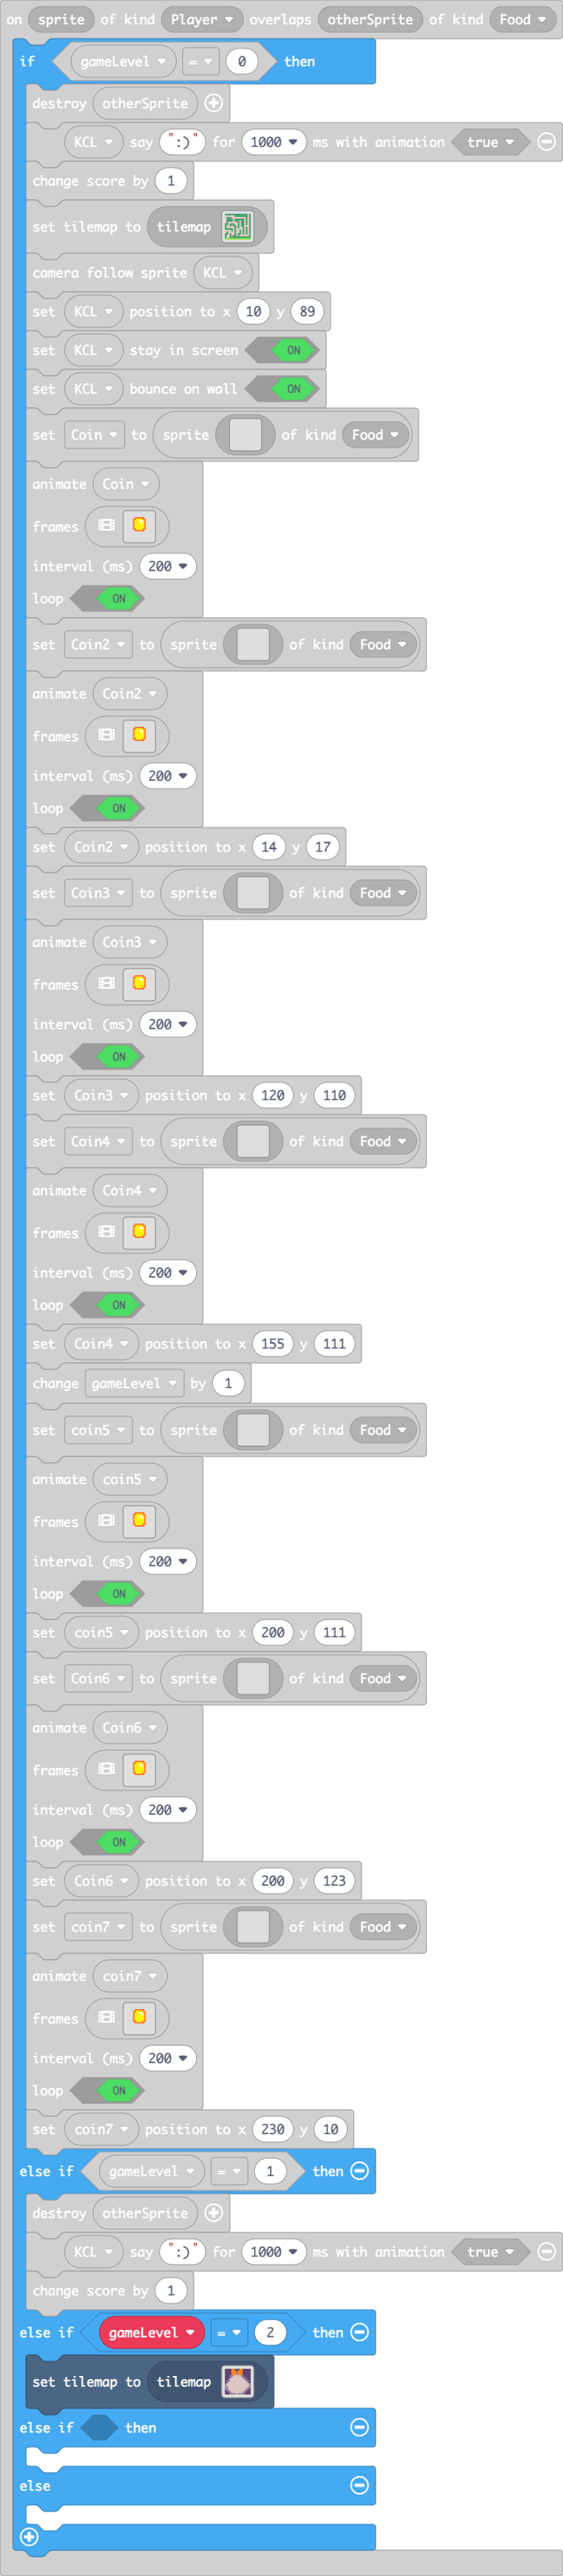 on sprite of kind Player overlaps otherSprite of kind Food
if gameLevel = 0 then
destroy otherSprite
KCL say ":)" for 1000 ms with animation true
change score by 1
set tilemap to tilemap
camera follow sprite KCL
set KCL position to x 10 y 89
set KCL stay in screen ON
set KCL bounce on wall ON
set Coin to sprite of kind Food
animate Coin
frames
interval (ms) 200
loop ON
set Coin2 to sprite of kind Food
animate Coin2
frames
interval (ms) 200
loop ON
set Coin2 position to x 14 y 17
set Coin3 to sprite of kind Food
animate Coin3
frames
interval (ms) 200
loop ON
set Coin3 position to x 120 y 110
set Coin4 to sprite of kind Food
animate Coin4
frames
interval (ms) 200
loop ON
set Coin4 position to x 155 y 111
change gameLevel by 1
set coin5 to sprite of kind Food
animate coin5
frames
interval (ms) 200
loop ON
set coin5 position to x 200 y 111
set Coin6 to sprite of kind Food
animate Coin6
frames
interval (ms) 200
loop ON
set Coin6 position to x 200 y 123
set coin7 to sprite of kind Food
animate coin7
frames
interval (ms) 200
loop ON
set coin7 position to x 230 y 10
else if gameLevel = 1 then
destroy otherSprite
KCL say ":)" for 1000 ms with animation true
change score by 1
else if gameLevel = 2 then
set tilemap to tilemap
else if then
else